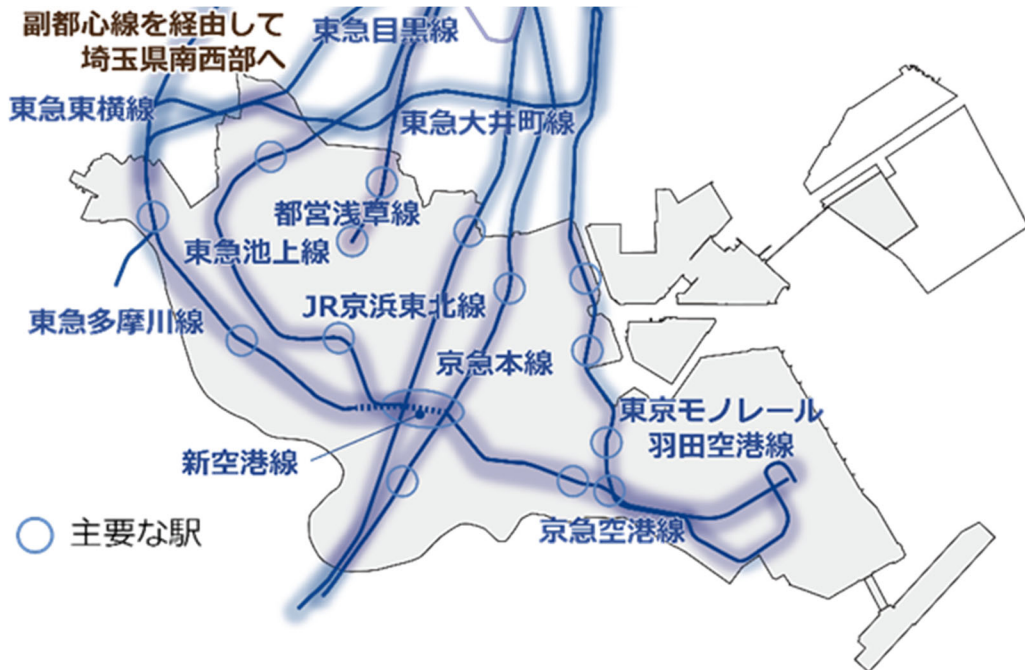 副都心線を経由して
埼玉県南西部へ
東急目黒線
東急東横線
東急大井町線
都営浅草線
東急池上線
JR京浜東北線
東急多摩川線
京急本線
東京モノレール
羽田空港線
新空港線
京急空港線
主要な駅